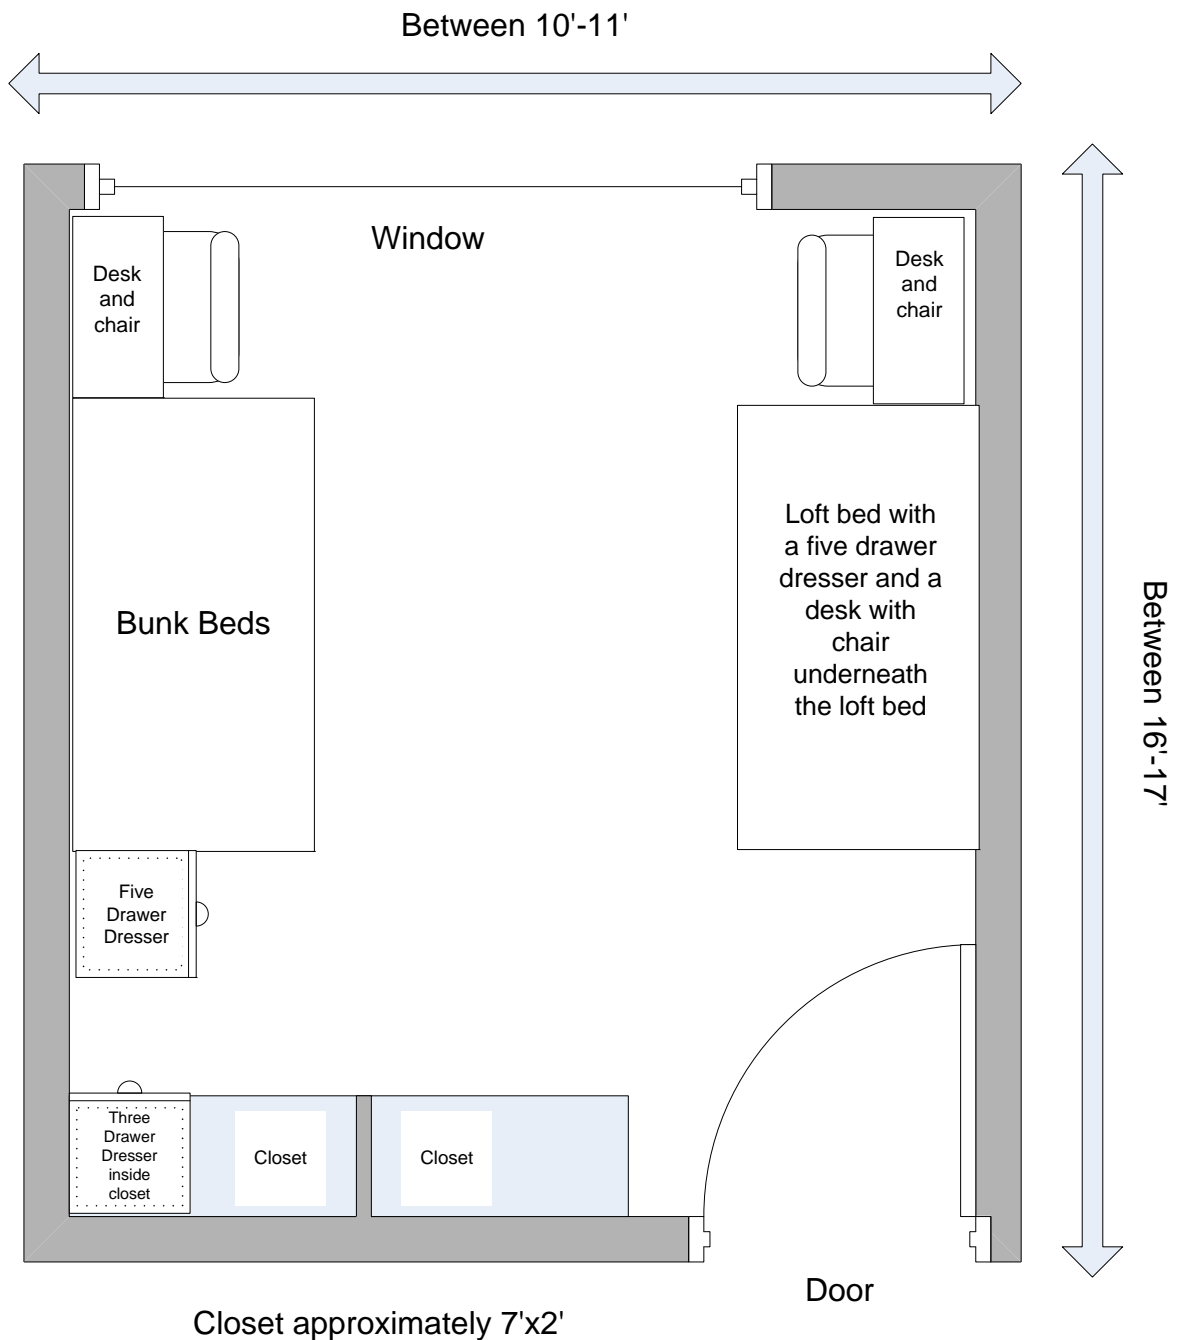 Between 10'-11'
Window
Desk
and
chair
Desk
and
chair
Bunk Beds
Loft bed with
a five drawer
dresser and a
desk with
chair
underneath
the loft bed
Between 16'-17'
Five
Drawer
Dresser
Three
Drawer
Dresser
inside
closet
Closet
Closet
Door
Closet approximately 7'x2'